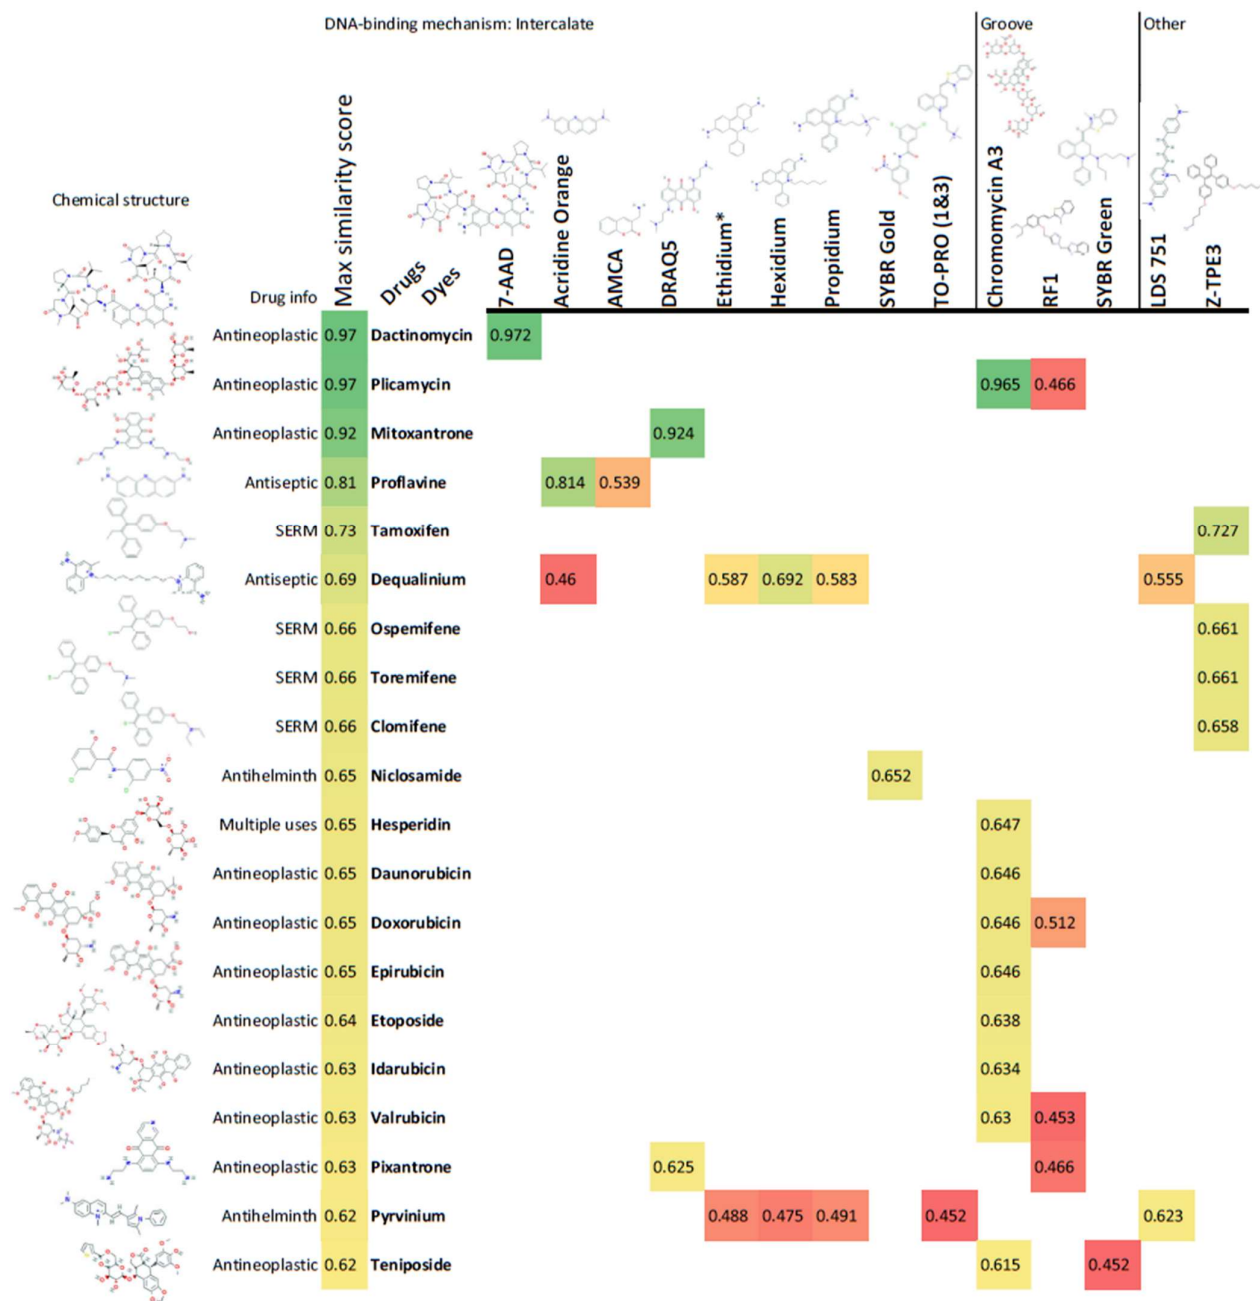 DNA-binding mechanism: Intercalate
Groove
Other
Chemical structure
Drug info
Max similarity score
Drugs
Dyes
7-AAD
Acridine Orange
AMCA
DRAQ5
Ethidium*
Hexidium
Propidium
SYBR Gold
TO-PRO (1&3)
Chromomycin A3
RF1
SYBR Green
LDS 751
Z-TPE3
Antineoplastic 0.97 Dactinomycin 0.972
Antineoplastic 0.97 Plicamycin 0.965 0.466
Antineoplastic 0.92 Mitoxantrone 0.924
Antiseptic 0.81 Proflavine 0.814 0.539
SERM 0.73 Tamoxifen 0.727
Antiseptic 0.69 Dequalinium 0.46 0.587 0.692 0.583 0.555
SERM 0.66 Ospemifene 0.661
SERM 0.66 Toremifene 0.661
SERM 0.66 Clomifene 0.658
Antihelminth 0.65 Niclosamide 0.652
Multiple uses 0.65 Hesperidin 0.647
Antineoplastic 0.65 Daunorubicin 0.646
Antineoplastic 0.65 Doxorubicin 0.646 0.512
Antineoplastic 0.65 Epirubicin 0.646
Antineoplastic 0.64 Etoposide 0.638
Antineoplastic 0.63 Idarubicin 0.634
Antineoplastic 0.63 Valrubicin 0.63 0.453
Antineoplastic 0.63 Pixantrone 0.625 0.466
Antihelminth 0.62 Pyrvinium 0.488 0.475 0.491 0.452 0.623
Antineoplastic 0.62 Teniposide 0.615 0.452